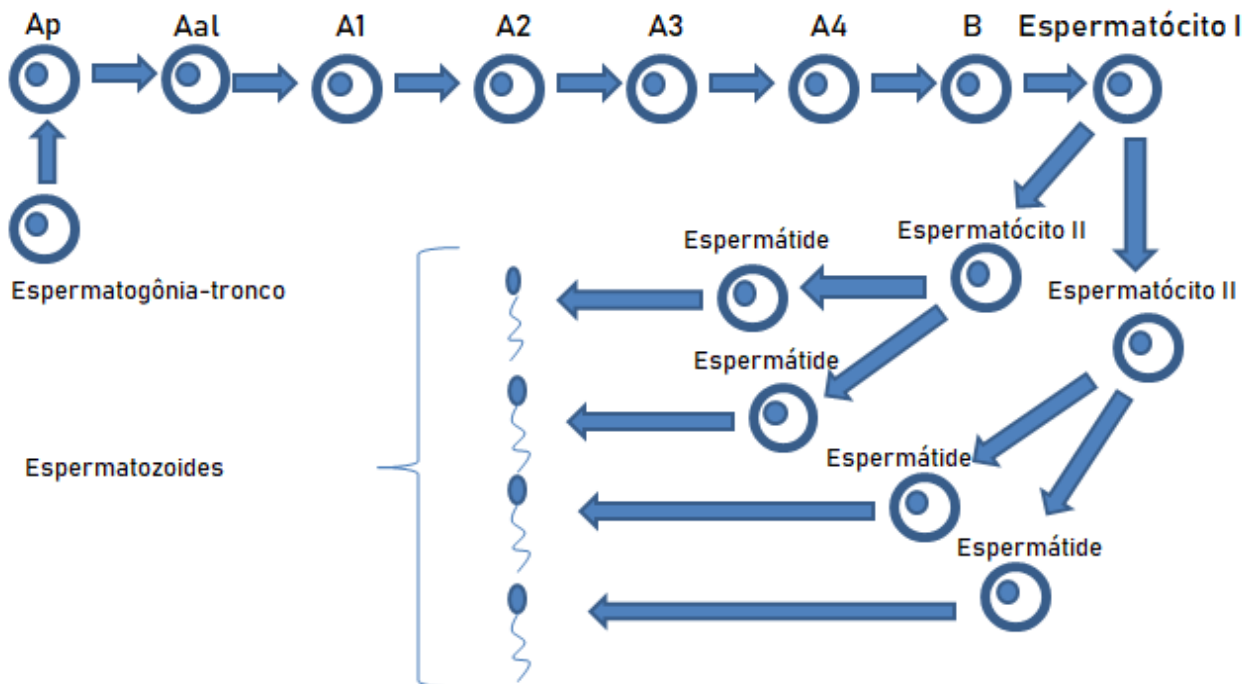 Ap
Aal
A1
A2
A3
A4
B
Espermatócito I
Espermatogônia-tronco
Espermátide
Espermatócito II
Espermatócito II
Espermátide
Espermátide
Espermatozoides
Espermátide